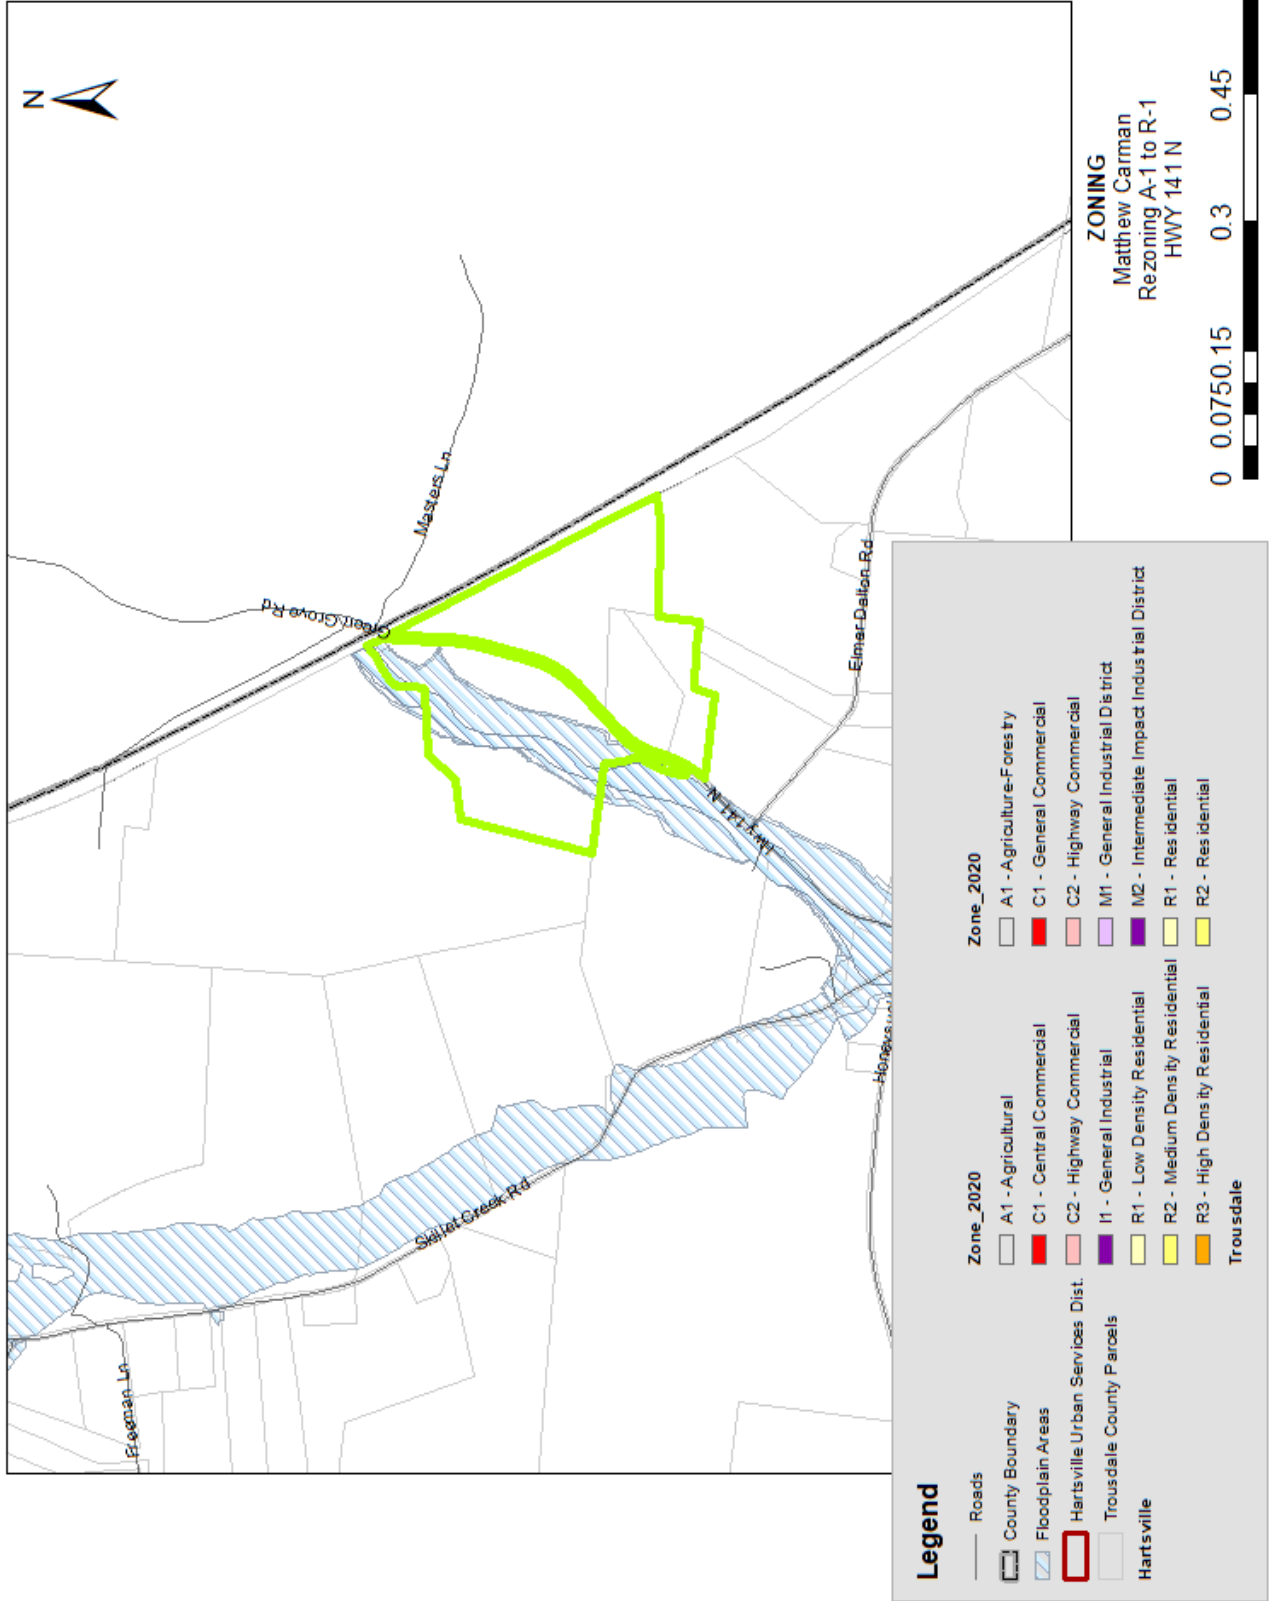 N
Green Grove Rd
Masters Ln
Elmer Dalton Rd
HWY 141 N
Skillet Creek Rd
Freeman Ln
ZONING
Matthew Carman
Rezoning A-1 to R-1
HWY 141 N
0 0.0750.15 0.3 0.45
Legend
Roads
County Boundary
Floodplain Areas
Hartsville Urban Services Dist.
Trousdale County Parcels
Hartsville
Zone_2020
A1 - Agricultural
C1 - Central Commercial
C2 - Highway Commercial
I1 - General Industrial
R1 - Low Density Residential
R2 - Medium Density Residential
R3 - High Density Residential
Trousdale
Zone_2020
A1 - Agriculture-Forestry
C1 - General Commercial
C2 - Highway Commercial
M1 - General Industrial District
M2 - Intermediate Impact Industrial District
R1 - Residential
R2 - Residential